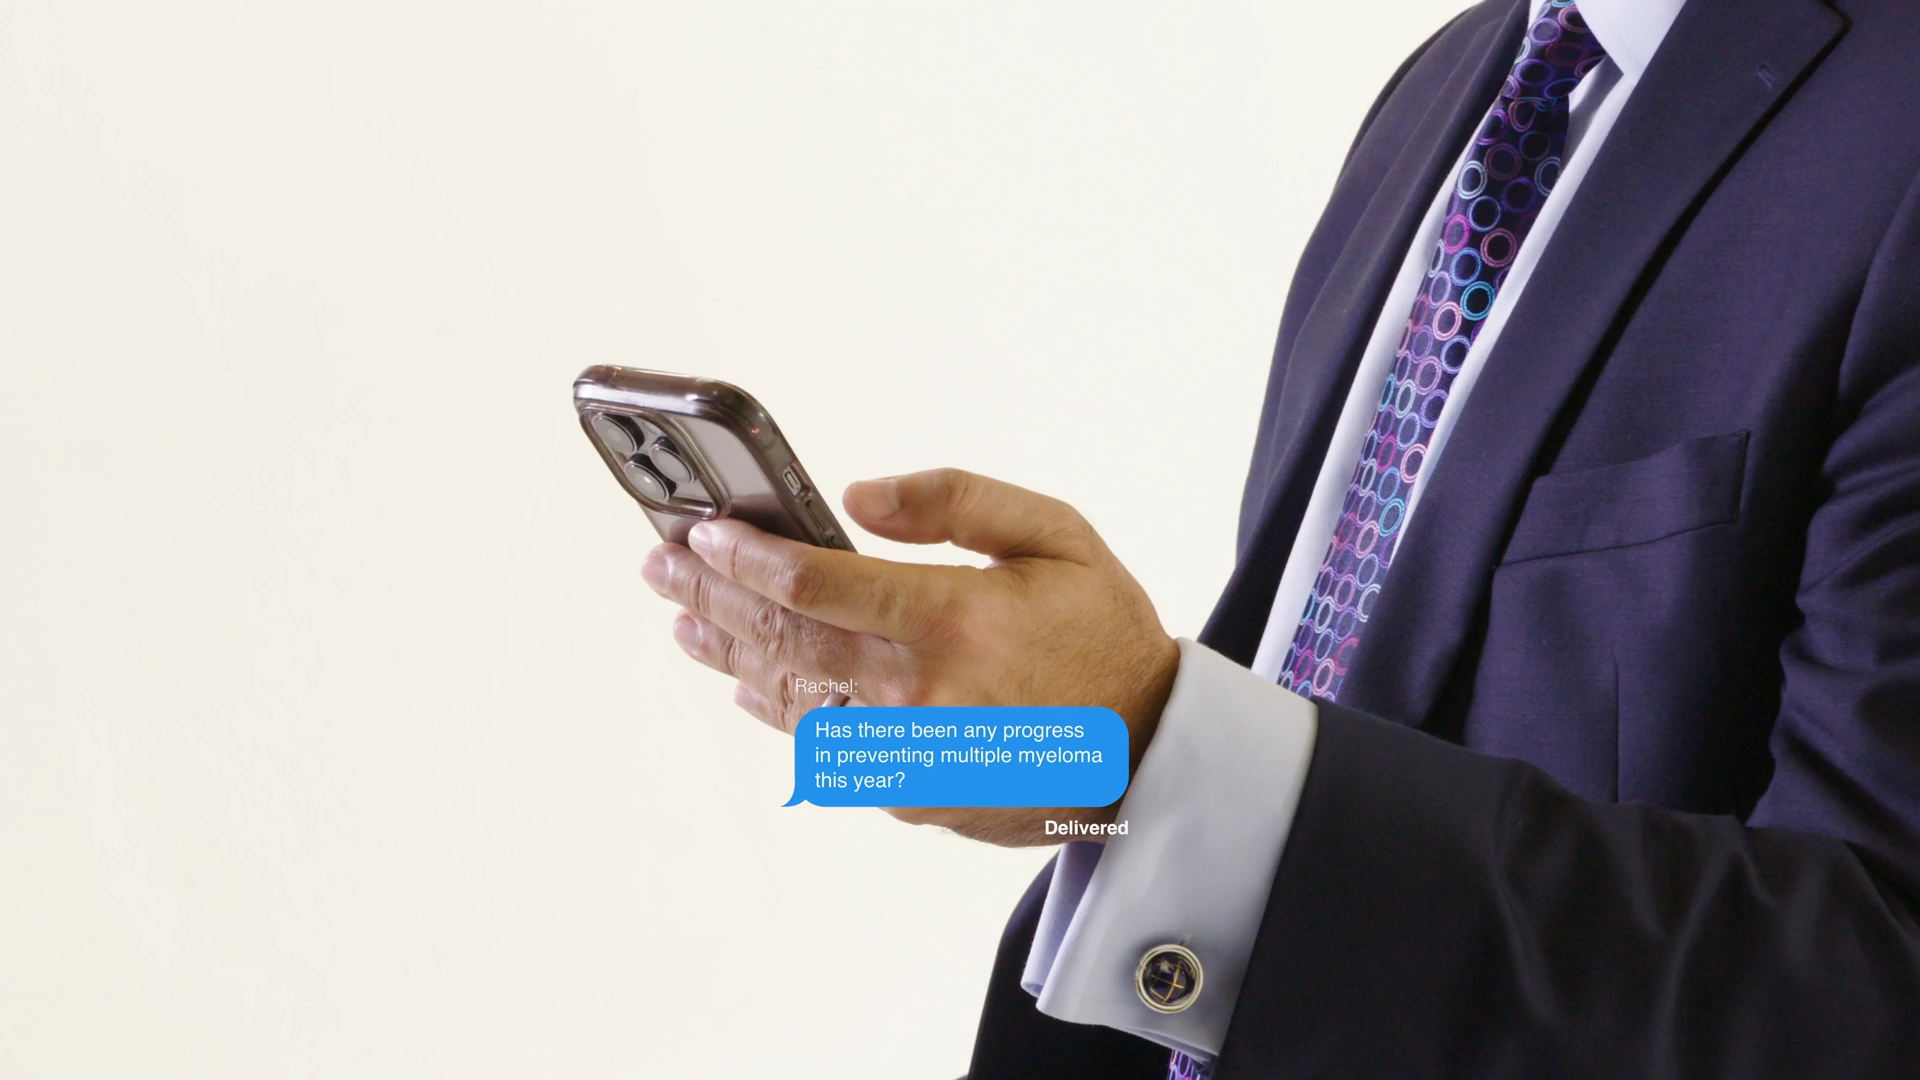 Rachel:
Has there been any progress
in preventing multiple myeloma
this year?
Delivered